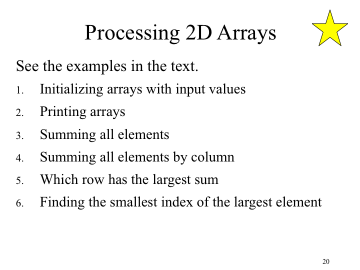 Processing 2D Arrays
See the examples in the text.
1. Initializing arrays with input values
2. Printing arrays
3. Summing all elements
4. Summing all elements by column
5. Which row has the largest sum
6. Finding the smallest index of the largest element
20